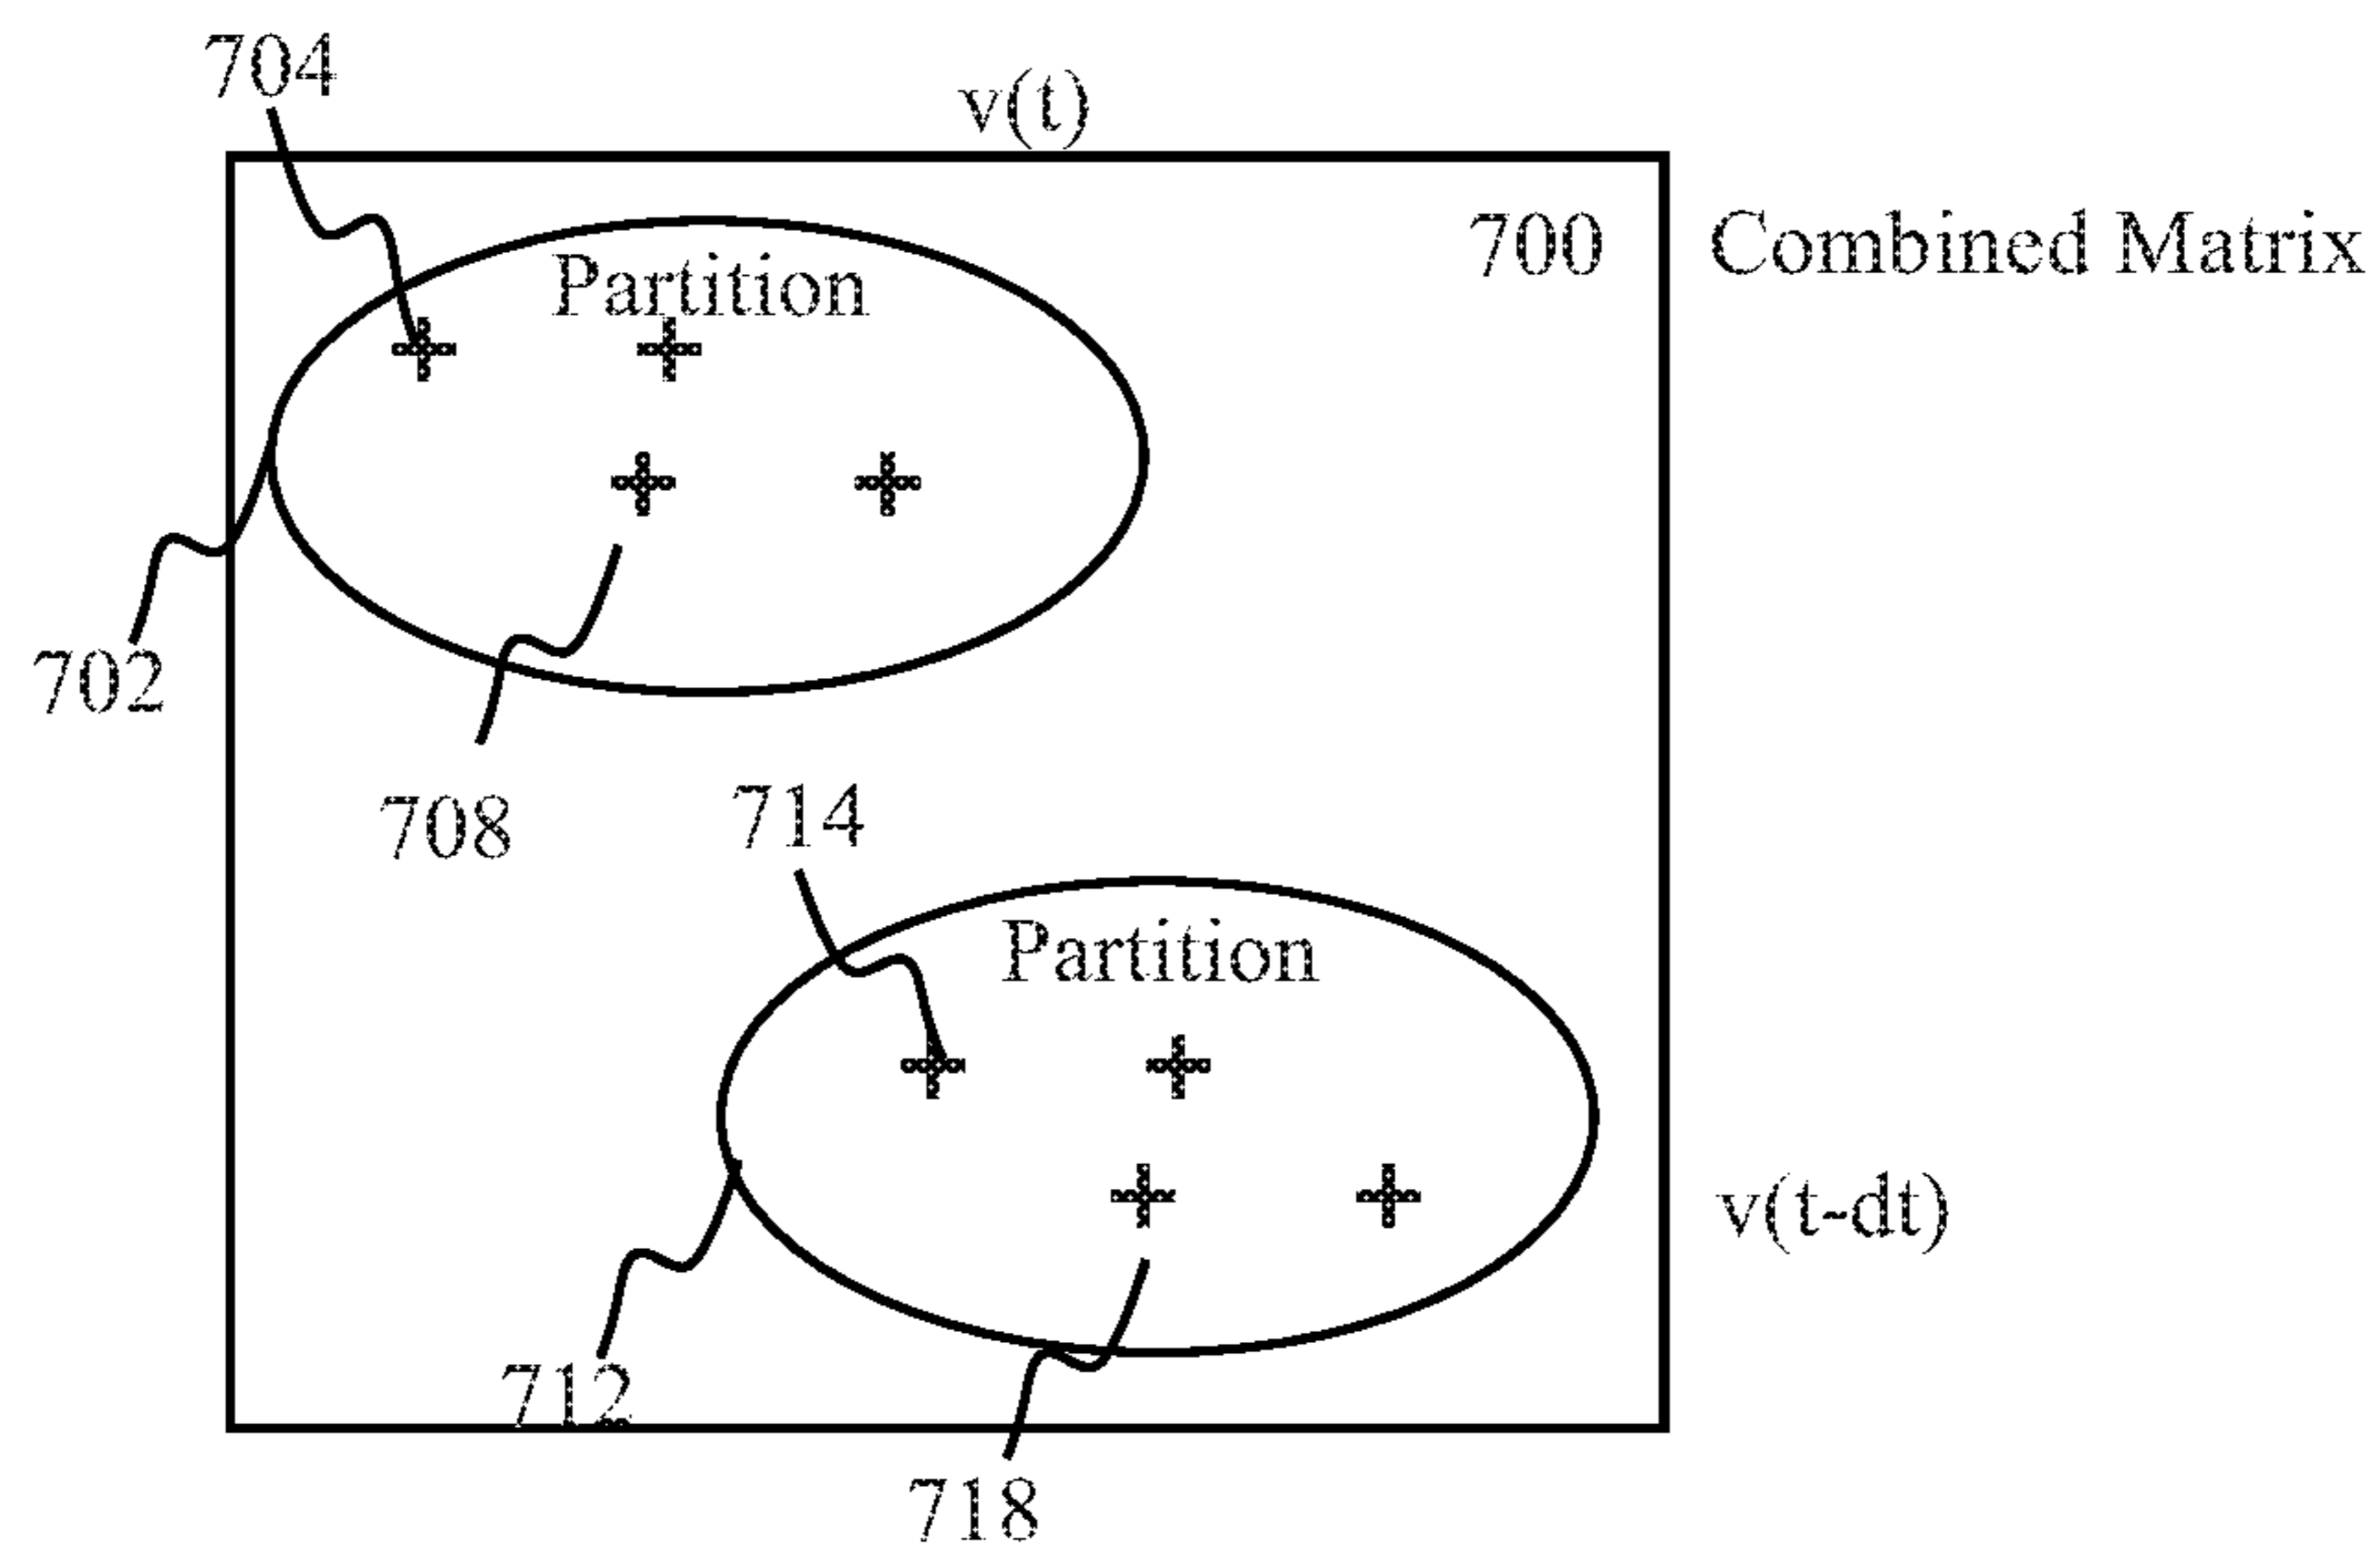 704
v(t)
700 Combined Matrix
Partition
702
708
714
Partition
v(t-dt)
712
718